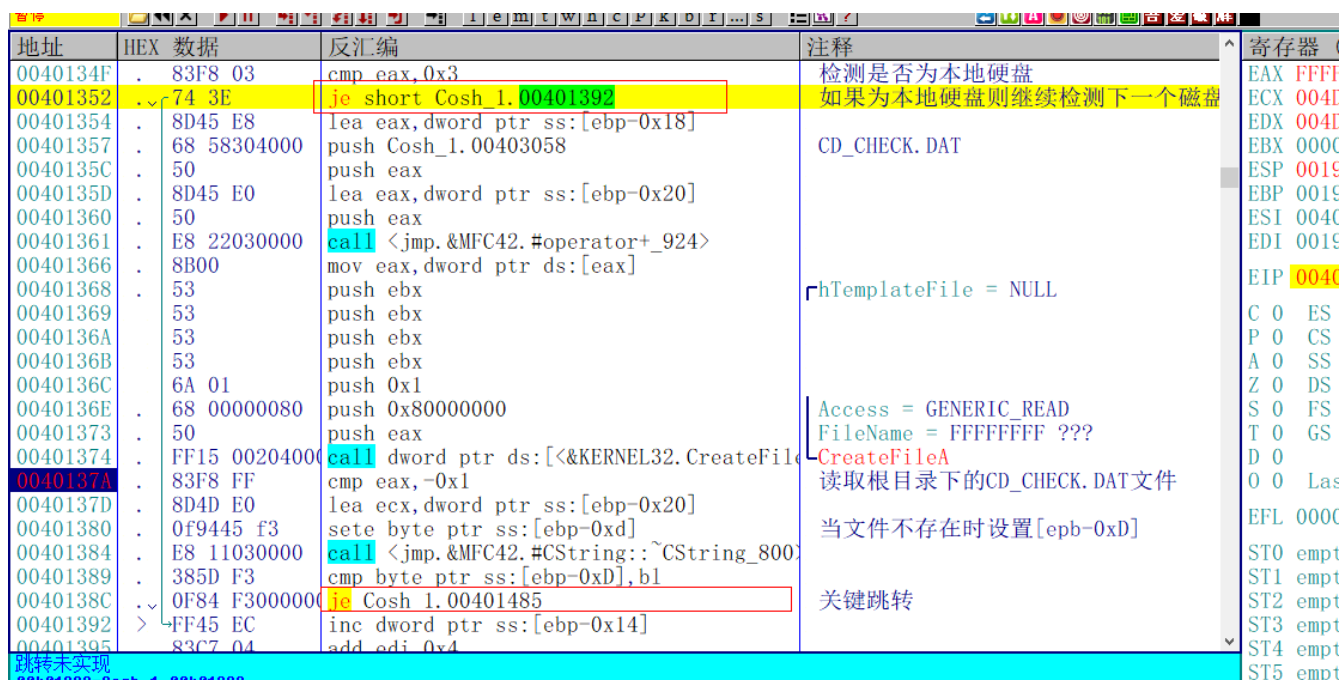 暂停 l e m t w h c P k b r ... s ?
地址 HEX 数据 反汇编 注释 寄存器 (
0040134F . 83F8 03 cmp eax,0x3 检测是否为本地硬盘 EAX FFFF
00401352 . 74 3E je short Cosh_1.00401392 如果为本地硬盘则继续检测下一个磁盘 ECX 004D
00401354 . 8D45 E8 lea eax,dword ptr ss:[ebp-0x18] EDX 004D
00401357 . 68 58304000 push Cosh_1.00403058 CD_CHECK.DAT EBX 0000
0040135C . 50 push eax ESP 0019
0040135D . 8D45 E0 lea eax,dword ptr ss:[ebp-0x20] EBP 0019
00401360 . 50 push eax ESI 0040
00401361 . E8 22030000 call <jmp.&MFC42.#operator+_924> EDI 0019
00401366 . 8B00 mov eax,dword ptr ds:[eax]
00401368 . 53 push ebx hTemplateFile = NULL EIP 0040
00401369 53 push ebx C 0 ES
0040136A 53 push ebx P 0 CS
0040136B 53 push ebx A 0 SS
0040136C 6A 01 push 0x1 Z 0 DS
0040136E . 68 00000080 push 0x80000000 Access = GENERIC_READ S 0 FS
00401373 . 50 push eax FileName = FFFFFFFF ??? T 0 GS
00401374 . FF15 00204000 call dword ptr ds:[<&KERNEL32.CreateFile CreateFileA D 0
0040137A . 83F8 FF cmp eax,-0x1 读取根目录下的CD_CHECK.DAT文件 O 0 Las
0040137D . 8D4D E0 lea ecx,dword ptr ss:[ebp-0x20]
00401380 . 0f9445 f3 sete byte ptr ss:[ebp-0xd] 当文件不存在时设置[epb-0xD] EFL 0000
00401384 . E8 11030000 call <jmp.&MFC42.#CString::~CString_800> ST0 empt
00401389 . 385D F3 cmp byte ptr ss:[ebp-0xD],bl ST1 empt
0040138C . 0F84 F3000000 je Cosh_1.00401485 关键跳转 ST2 empt
00401392 > FF45 EC inc dword ptr ss:[ebp-0x14] ST3 empt
00401395 . 83C7 04 add edi,0x4 ST4 empt
跳转未实现 ST5 empt